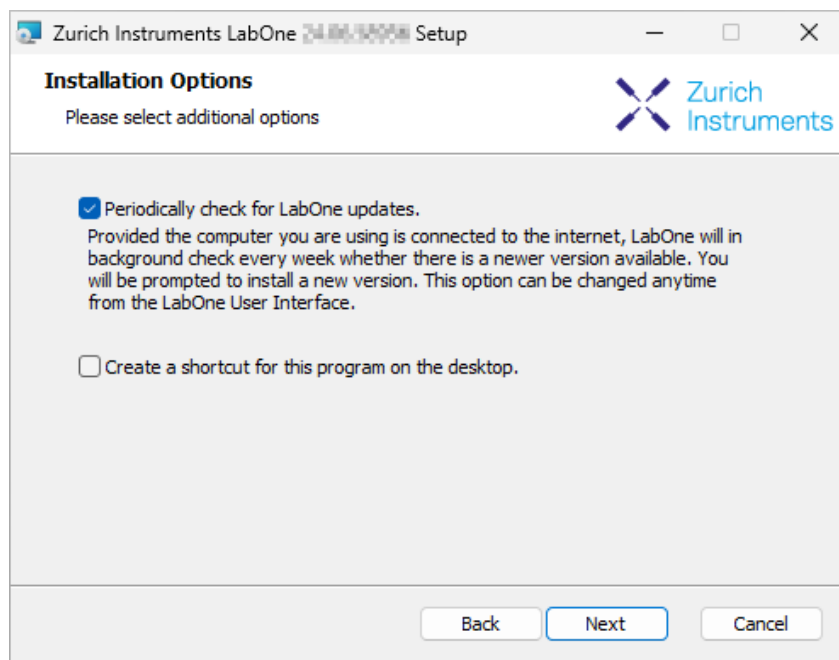 Zurich Instruments LabOne Setup
Installation Options
Please select additional options
Zurich
Instruments
Periodically check for LabOne updates.
Provided the computer you are using is connected to the internet, LabOne will in
background check every week whether there is a newer version available. You
will be prompted to install a new version. This option can be changed anytime
from the LabOne User Interface.
Create a shortcut for this program on the desktop.
Back Next Cancel